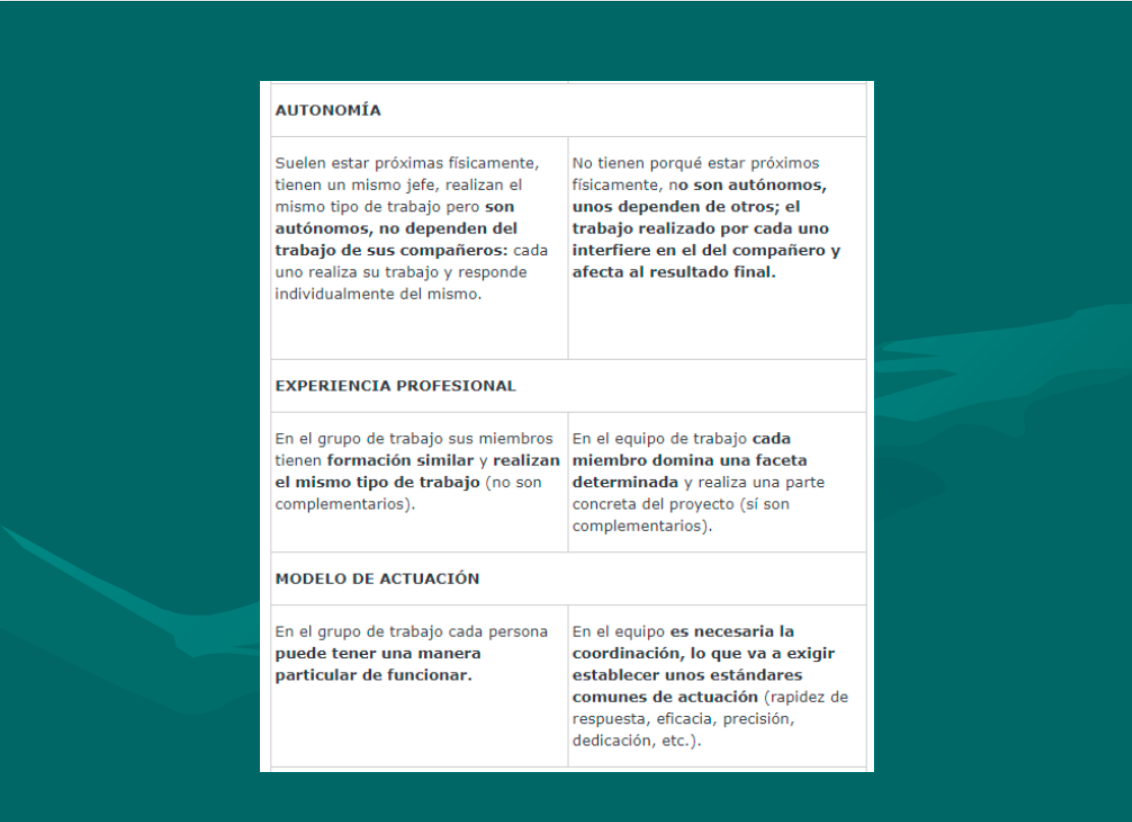 AUTONOMÍA
Suelen estar próximas físicamente,
tienen un mismo jefe, realizan el
mismo tipo de trabajo pero son
autónomos, no dependen del
trabajo de sus compañeros: cada
uno realiza su trabajo y responde
individualmente del mismo.
No tienen porqué estar próximos
físicamente, no son autónomos,
unos dependen de otros; el
trabajo realizado por cada uno
interfiere en el del compañero y
afecta al resultado final.
EXPERIENCIA PROFESIONAL
En el grupo de trabajo sus miembros
tienen formación similar y realizan
el mismo tipo de trabajo (no son
complementarios).
En el equipo de trabajo cada
miembro domina una faceta
determinada y realiza una parte
concreta del proyecto (sí son
complementarios).
MODELO DE ACTUACIÓN
En el grupo de trabajo cada persona
puede tener una manera
particular de funcionar.
En el equipo es necesaria la
coordinación, lo que va a exigir
establecer unos estándares
comunes de actuación (rapidez de
respuesta, eficacia, precisión,
dedicación, etc.).